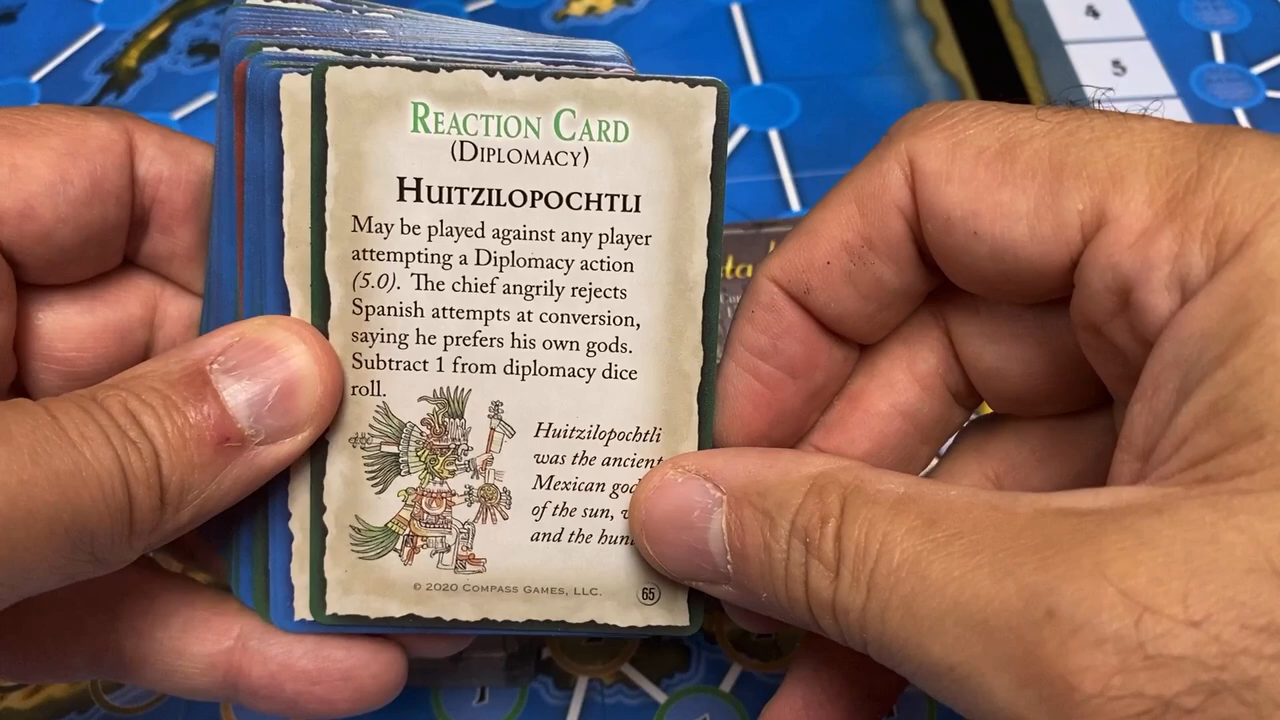 4
5
REACTION CARD
(DIPLOMACY)
HUITZILOPOCHTLI
May be played against any player
attempting a Diplomacy action
(5.0). The chief angrily rejects
Spanish attempts at conversion,
saying he prefers his own gods.
Subtract 1 from diplomacy dice
roll.
Huitzilopochtli
was the ancient
Mexican
of the sun,
and the
© 2020 COMPASS GAMES, LLC.
65